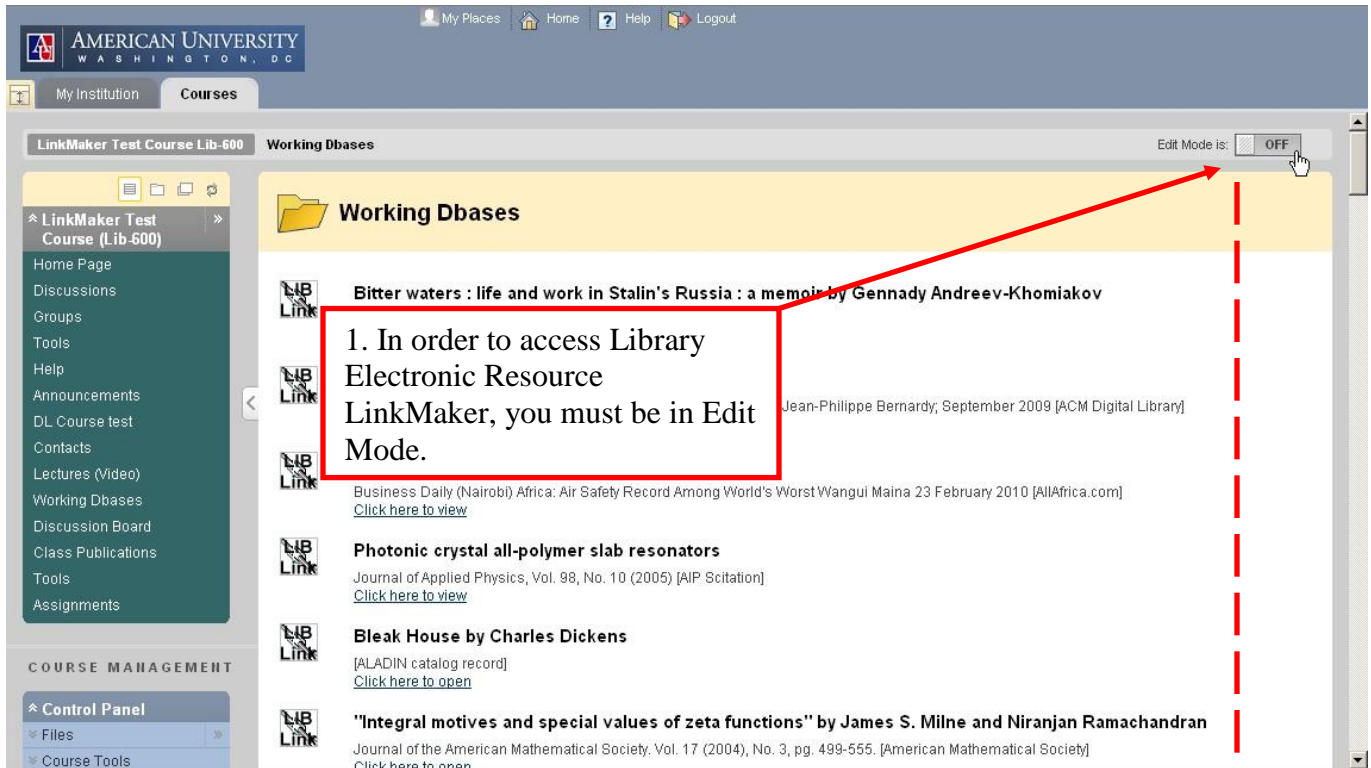 My Places Home ? Help Logout
AMERICAN UNIVERSITY
WASHINGTON, DC
My Institution Courses
LinkMaker Test Course Lib-600 Working Dbases Edit Mode is: OFF
LinkMaker Test
Course (Lib-600)
Home Page
Discussions
Groups
Tools
Help
Announcements
DL Course test
Contacts
Lectures (Video)
Working Dbases
Discussion Board
Class Publications
Tools
Assignments
COURSE MANAGEMENT
Control Panel
Files
Course Tools
Working Dbases
LIB
Link
Bitter waters : life and work in Stalin's Russia : a memoir by Gennady Andreev-Khomiakov
1. In order to access Library
Electronic Resource
LinkMaker, you must be in Edit
Mode.
LIB
Link
Jean-Philippe Bernardy; September 2009 [ACM Digital Library]
LIB
Link
Business Daily (Nairobi) Africa: Air Safety Record Among World's Worst Wangui Maina 23 February 2010 [AllAfrica.com]
Click here to view
LIB
Link
Photonic crystal all-polymer slab resonators
Journal of Applied Physics, Vol. 98, No. 10 (2005) [AIP Scitation]
Click here to view
LIB
Link
Bleak House by Charles Dickens
[ALADIN catalog record]
Click here to open
LIB
Link
"Integral motives and special values of zeta functions" by James S. Milne and Niranjan Ramachandran
Journal of the American Mathematical Society. Vol. 17 (2004), No. 3, pg. 499-555. [American Mathematical Society]
Click here to open